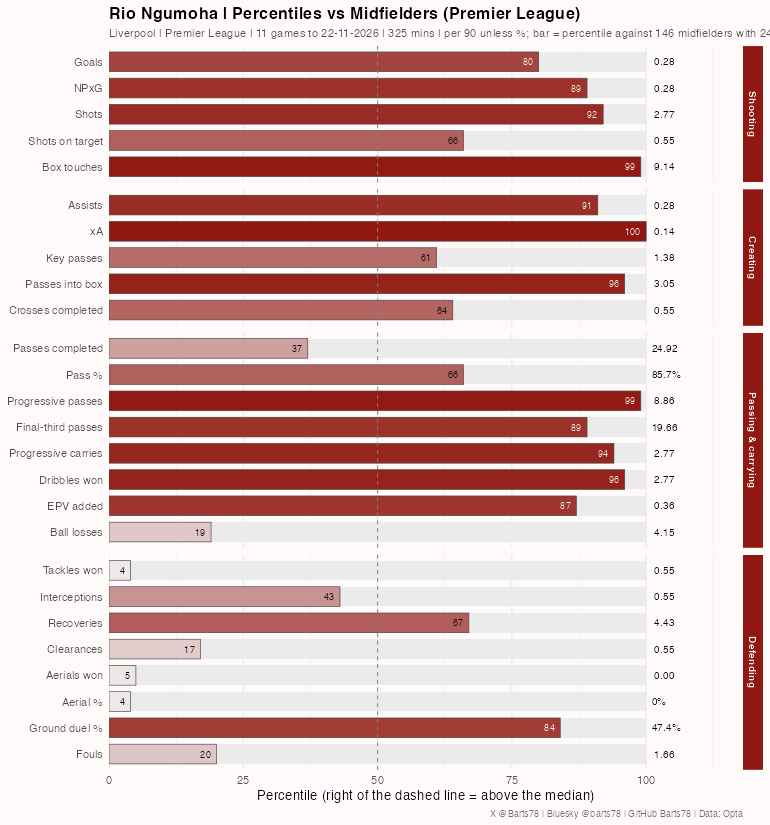 Rio Ngumoha | Percentiles vs Midfielders (Premier League)
Liverpool | Premier League | 11 games to 22-11-2026 | 325 mins | per 90 unless %; bar = percentile against 146 midfielders with 24
Shooting
Goals 80 0.28
NPxG 89 0.28
Shots 92 2.77
Shots on target 66 0.55
Box touches 99 9.14
Creating
Assists 91 0.28
xA 100 0.14
Key passes 61 1.38
Passes into box 96 3.05
Crosses completed 64 0.55
Passing & carrying
Passes completed 37 24.92
Pass % 66 85.7%
Progressive passes 99 8.86
Final-third passes 89 19.66
Progressive carries 94 2.77
Dribbles won 96 2.77
EPV added 87 0.36
Ball losses 19 4.15
Defending
Tackles won 4 0.55
Interceptions 43 0.55
Recoveries 67 4.43
Clearances 17 0.55
Aerials won 5 0.00
Aerial % 4 0%
Ground duel % 84 47.4%
Fouls 20 1.66
0 25 50 75 100
Percentile (right of the dashed line = above the median)
X @Barts78 | Bluesky @barts78 | GitHub Barts78 | Data: Opta